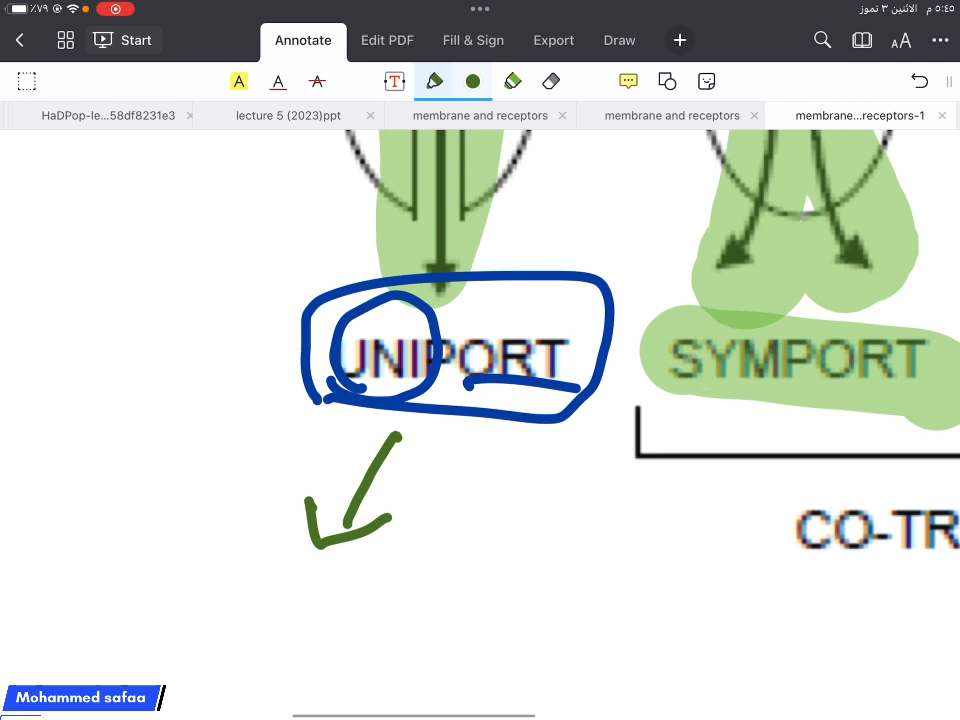 ٪٧٩ الاثنين ٣ تموز ٥:٤٥ م
Start Annotate Edit PDF Fill & Sign Export Draw
HaDPop-le...58df8231e3 lecture 5 (2023)ppt membrane and receptors membrane and receptors membrane...receptors-1
UNIPORT SYMPORT
CO-TR
Mohammed safaa